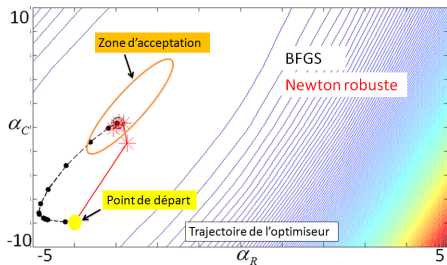 10
Zone d'acceptation
BFGS
Newton robuste
α_C
Point de départ
Trajectoire de l'optimiseur
-10
-5
α_R
5